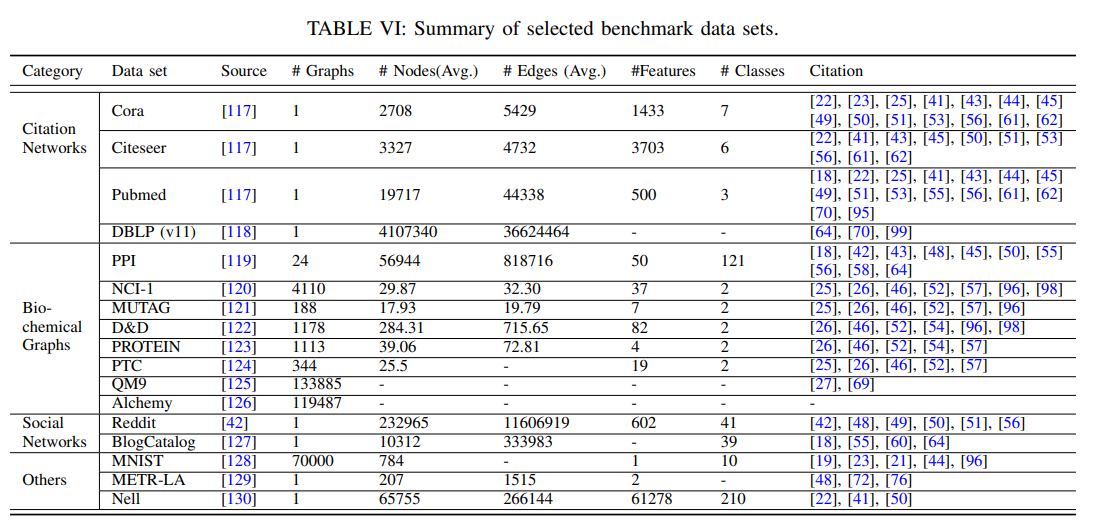 TABLE VI: Summary of selected benchmark data sets.
Category Data set Source # Graphs # Nodes(Avg.) # Edges (Avg.) #Features # Classes Citation
Citation Networks
Cora [117] 1 2708 5429 1433 7 [22], [23], [25], [41], [43], [44], [45]
[49], [50], [51], [53], [56], [61], [62]
Citeseer [117] 1 3327 4732 3703 6 [22], [41], [43], [45], [50], [51], [53]
[56], [61], [62]
Pubmed [117] 1 19717 44338 500 3 [18], [22], [25], [41], [43], [44], [45]
[49], [51], [53], [55], [56], [61], [62]
[70], [95]
DBLP (v11) [118] 1 4107340 36624464 - - [64], [70], [99]
Bio-
chemical
Graphs
PPI [119] 24 56944 818716 50 121 [18], [42], [43], [48], [45], [50], [55]
[56], [58], [64]
NCI-1 [120] 4110 29.87 32.30 37 2 [25], [26], [46], [52], [57], [96], [98]
MUTAG [121] 188 17.93 19.79 7 2 [25], [26], [46], [52], [57], [96]
D&D [122] 1178 284.31 715.65 82 2 [26], [46], [52], [54], [96], [98]
PROTEIN [123] 1113 39.06 72.81 4 2 [26], [46], [52], [54], [57]
PTC [124] 344 25.5 - 19 2 [25], [26], [46], [52], [57]
QM9 [125] 133885 - - - - [27], [69]
Alchemy [126] 119487 - - - - -
Social
Networks
Reddit [42] 1 232965 11606919 602 41 [42], [48], [49], [50], [51], [56]
BlogCatalog [127] 1 10312 333983 - 39 [18], [55], [60], [64]
Others
MNIST [128] 70000 784 - 1 10 [19], [23], [21], [44], [96]
METR-LA [129] 1 207 1515 2 - [48], [72], [76]
Nell [130] 1 65755 266144 61278 210 [22], [41], [50]